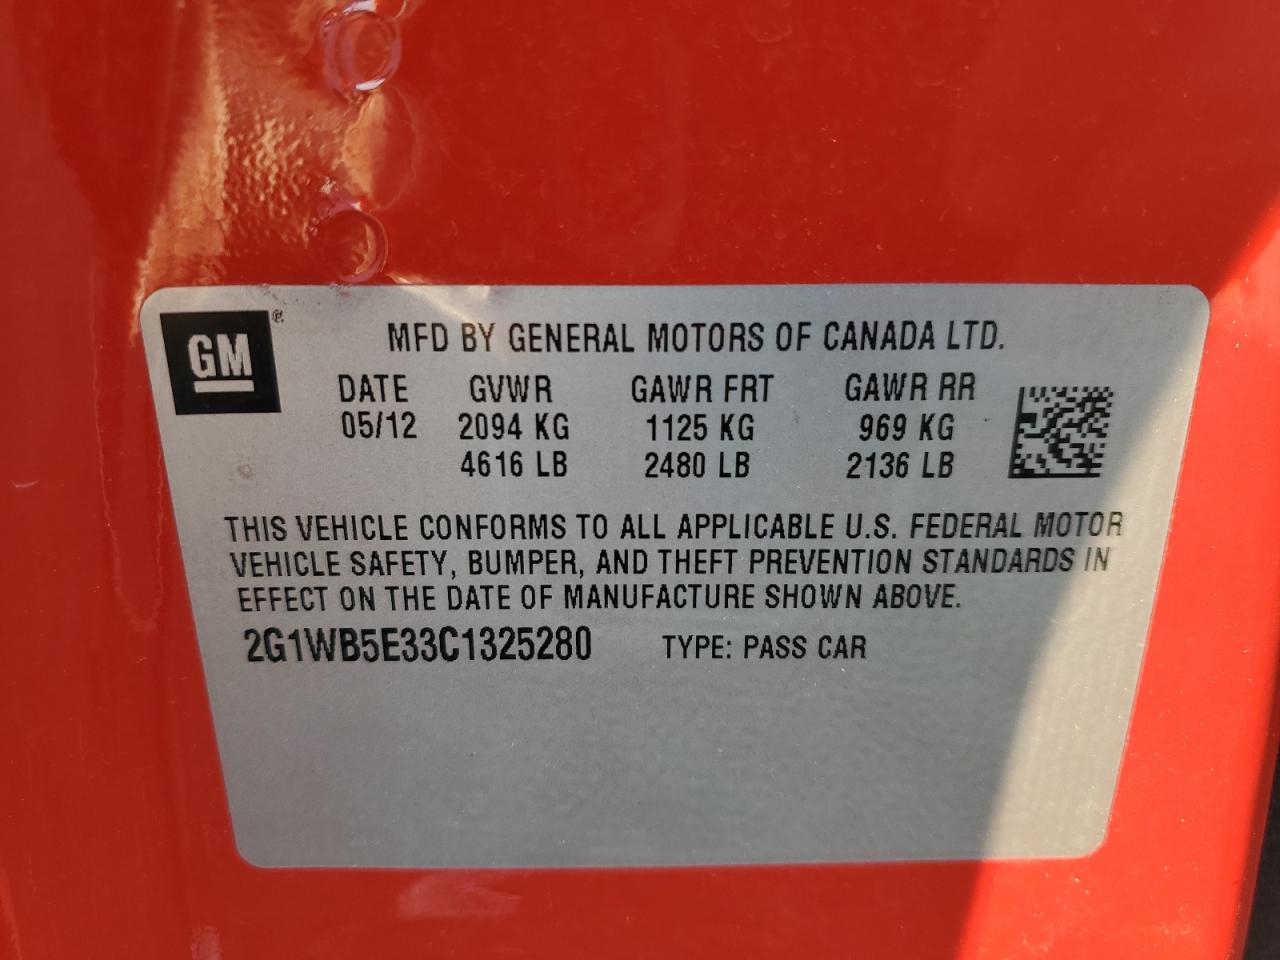 GM ®
MFD BY GENERAL MOTORS OF CANADA LTD.
DATE GVWR GAWR FRT GAWR RR
05/12 2094 KG 1125 KG 969 KG
4616 LB 2480 LB 2136 LB
THIS VEHICLE CONFORMS TO ALL APPLICABLE U.S. FEDERAL MOTOR
VEHICLE SAFETY, BUMPER, AND THEFT PREVENTION STANDARDS IN
EFFECT ON THE DATE OF MANUFACTURE SHOWN ABOVE.
2G1WB5E33C1325280 TYPE: PASS CAR